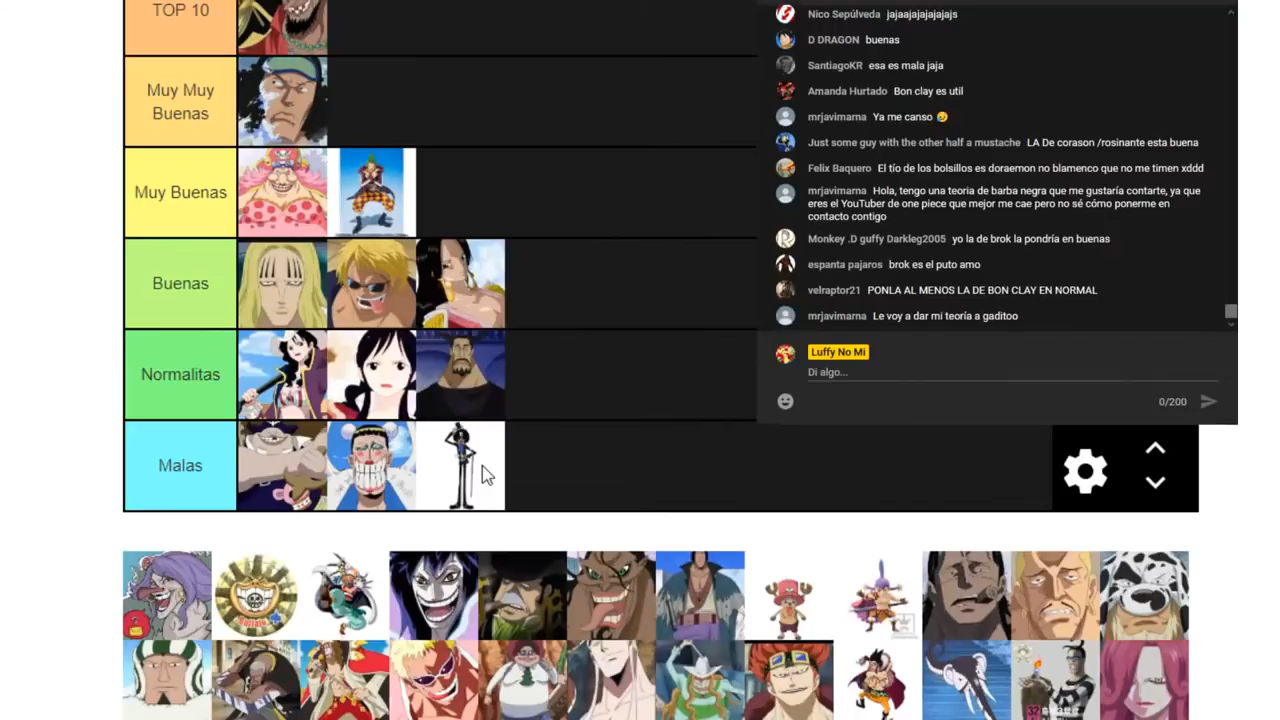 TOP 10
Muy Muy
Buenas
Muy Buenas
Buenas
Normalitas
Malas
Nico Sepúlveda jajaajajajajajs
D DRAGON buenas
SantiagoKR esa es mala jaja
Amanda Hurtado Bon clay es util
mrjavimarna Ya me canso 😥
Just some guy with the other half a mustache LA De corason /rosinante esta buena
Felix Baquero El tío de los bolsillos es doraemon no blamenco que no me timen xddd
mrjavimarna Hola, tengo una teoria de barba negra que me gustaría contarte, ya que
eres el YouTuber de one piece que mejor me cae pero no sé cómo ponerme en
contacto contigo
Monkey .D guffy Darkleg2005 yo la de brok la pondría en buenas
espanta pajaros brok es el puto amo
velraptor21 PONLA AL MENOS LA DE BON CLAY EN NORMAL
mrjavimarna Le voy a dar mi teoría a gaditoo
Luffy No Mi
Di algo...
0/200